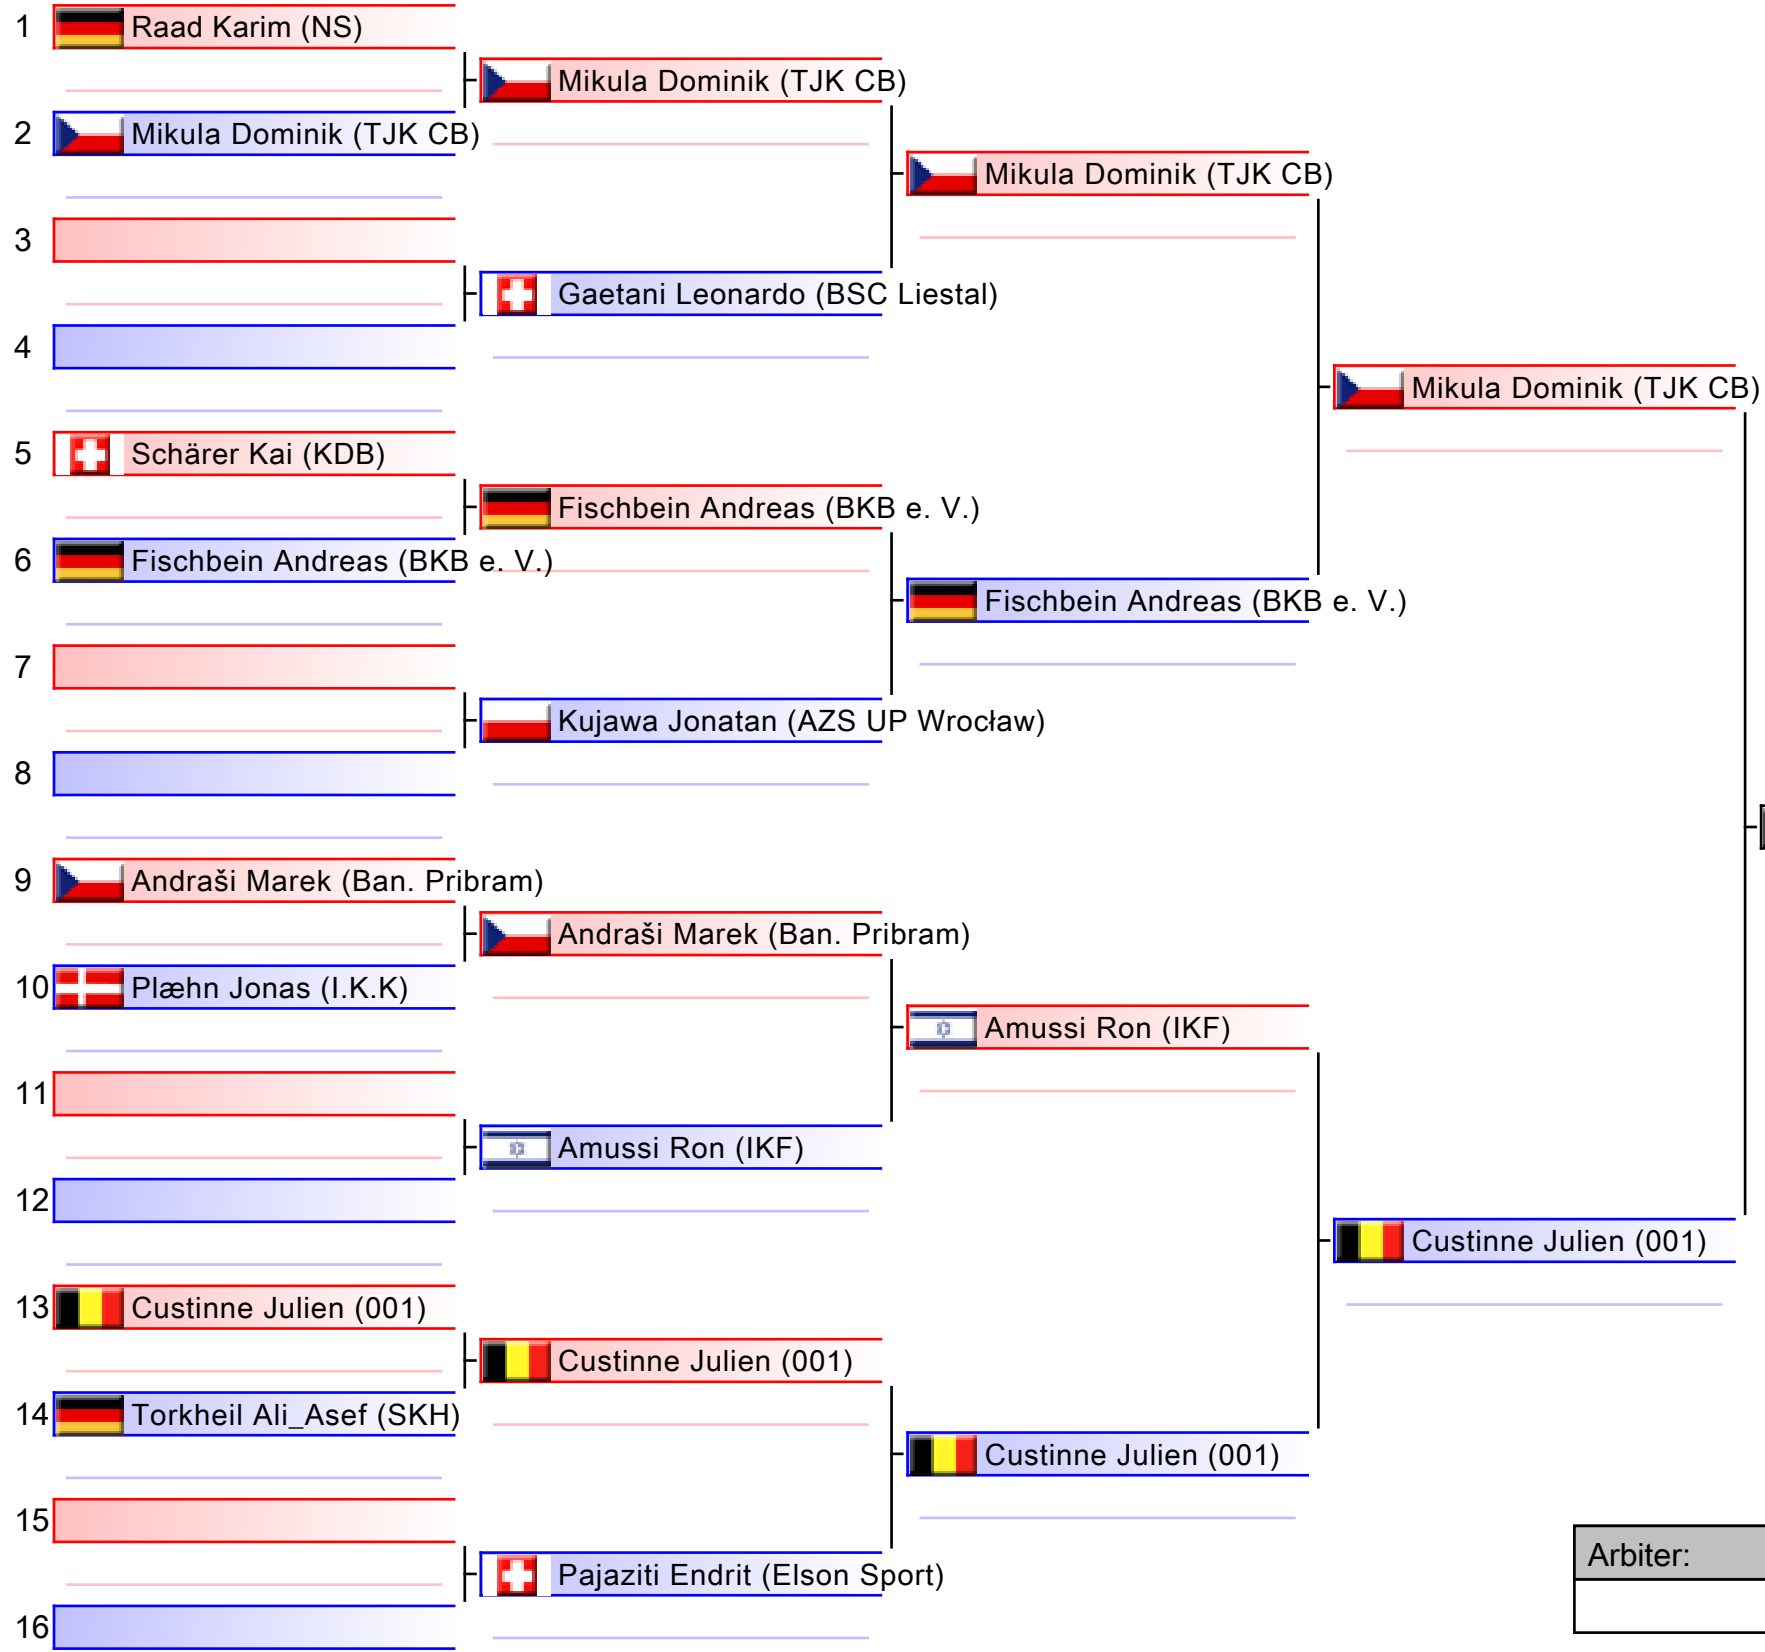 1 Raad Karim (NS)
Mikula Dominik (TJK CB)
2 Mikula Dominik (TJK CB)
Mikula Dominik (TJK CB)
3
Gaetani Leonardo (BSC Liestal)
4
Mikula Dominik (TJK CB)
5 Schärer Kai (KDB)
Fischbein Andreas (BKB e. V.)
6 Fischbein Andreas (BKB e. V.)
Fischbein Andreas (BKB e. V.)
7
Kujawa Jonatan (AZS UP Wrocław)
8
9 Andraši Marek (Ban. Pribram)
Andraši Marek (Ban. Pribram)
10 Plæhn Jonas (I.K.K)
Amussi Ron (IKF)
11
Amussi Ron (IKF)
12
Custinne Julien (001)
13 Custinne Julien (001)
Custinne Julien (001)
14 Torkheil Ali_Asef (SKH)
Custinne Julien (001)
15
Arbiter:
Pajaziti Endrit (Elson Sport)
16